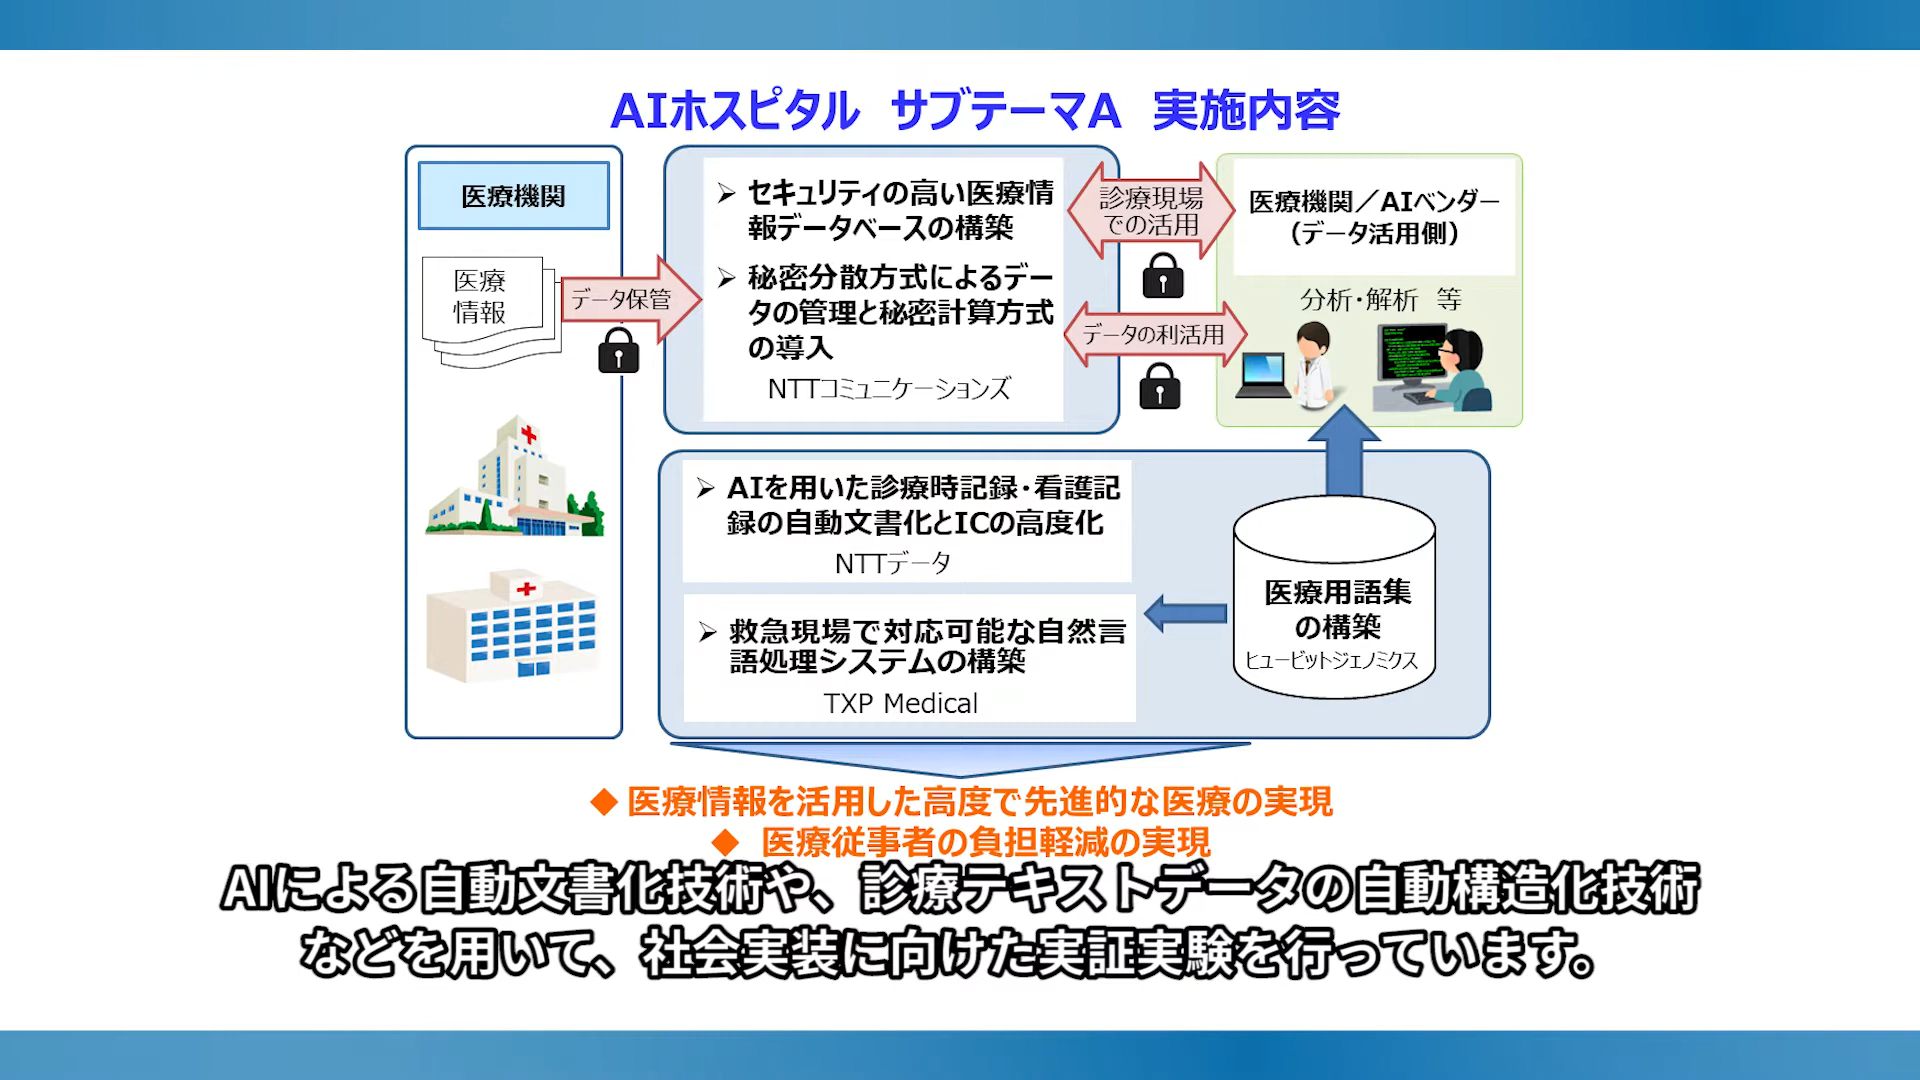 AIホスピタル サブテーマA 実施内容
医療機関
医療
情報
データ保管
➢ セキュリティの高い医療情
報データベースの構築
➢ 秘密分散方式によるデー
タの管理と秘密計算方式
の導入
NTTコミュニケーションズ
診療現場
での活用
データの利活用
医療機関／AIベンダー
（データ活用側）
分析・解析 等
➢ AIを用いた診療時記録・看護記
録の自動文書化とICの高度化
NTTデータ
➢ 救急現場で対応可能な自然言
語処理システムの構築
TXP Medical
医療用語集
の構築
ヒュービットジェノミクス
◆ 医療情報を活用した高度で先進的な医療の実現
◆ 医療従事者の負担軽減の実現
AIによる自動文書化技術や、診療テキストデータの自動構造化技術
などを用いて、社会実装に向けた実証実験を行っています。